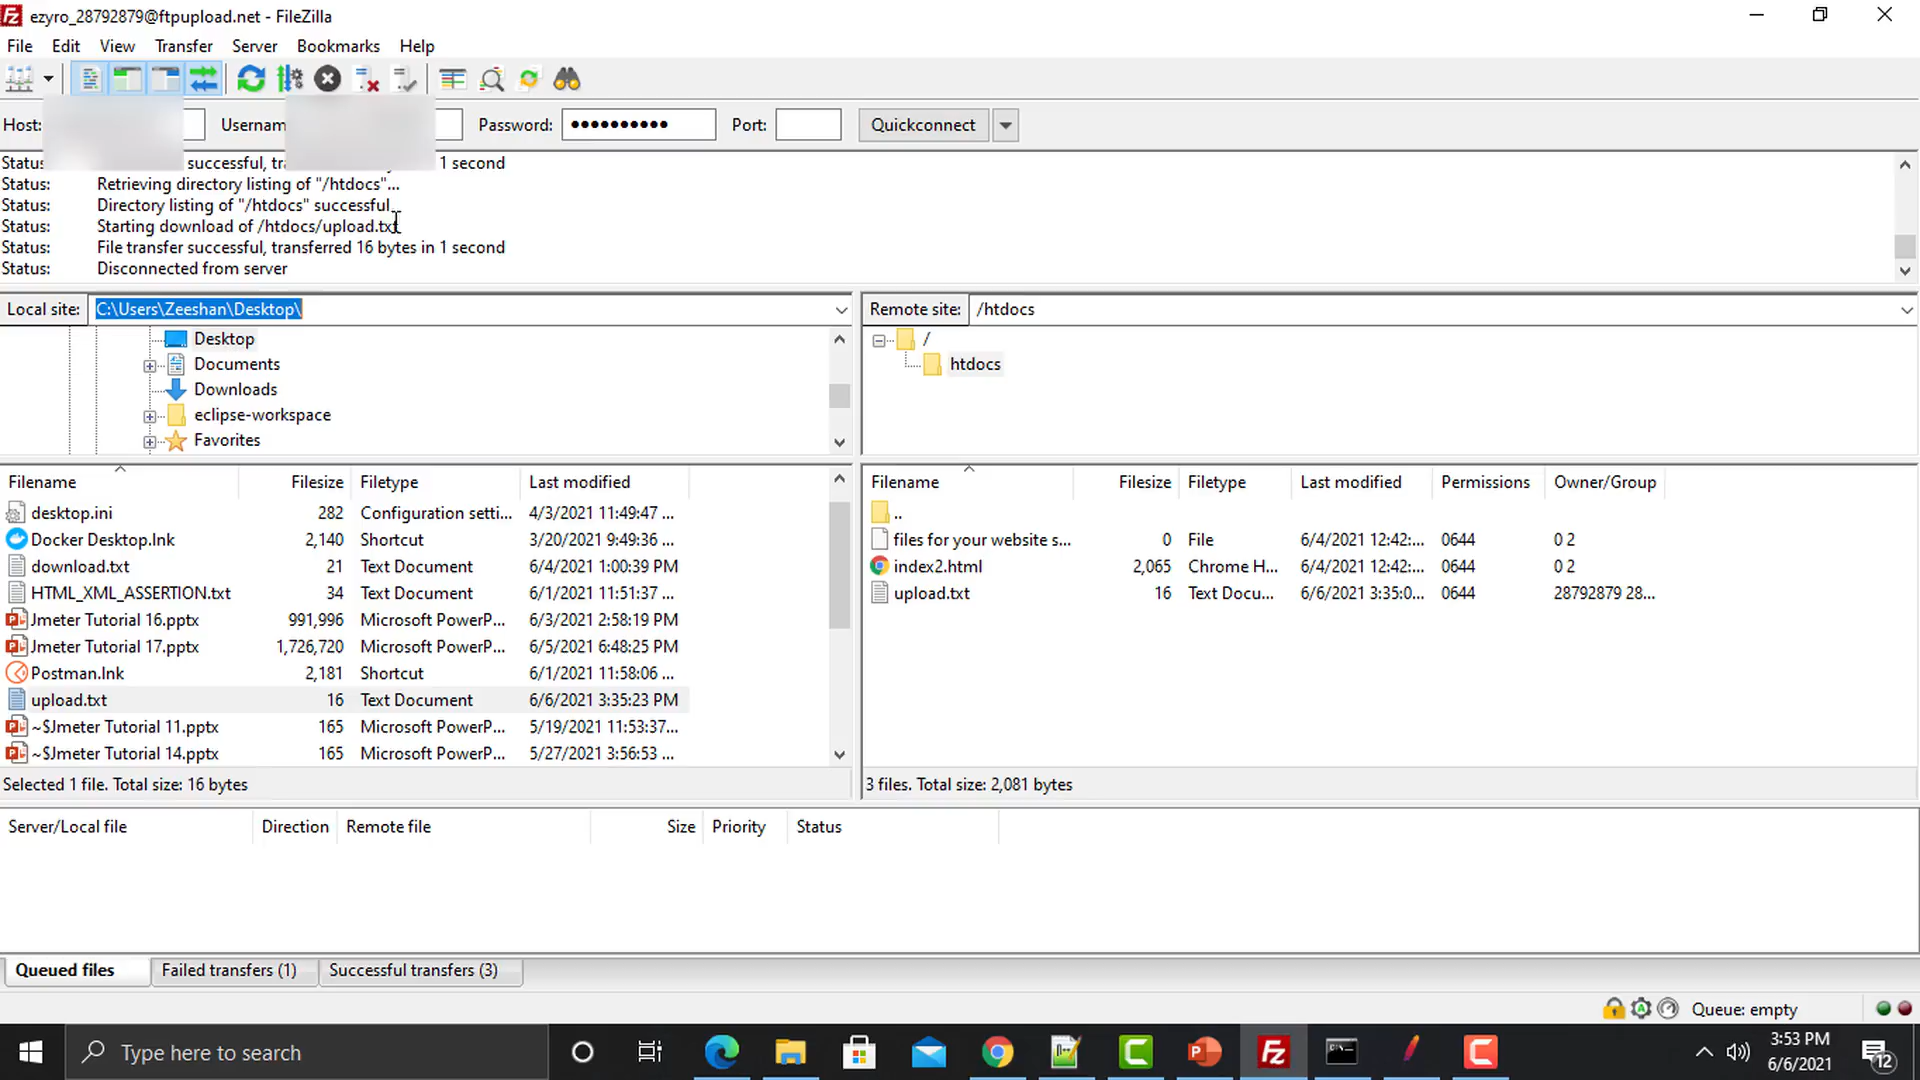 ezyro_28792879@ftpupload.net - FileZilla
File Edit View Transfer Server Bookmarks Help
Host: Usernam Password: ●●●●●●●●●● Port: Quickconnect
Status: successful, tr 1 second
Status: Retrieving directory listing of "/htdocs"...
Status: Directory listing of "/htdocs" successful
Status: Starting download of /htdocs/upload.txt
Status: File transfer successful, transferred 16 bytes in 1 second
Status: Disconnected from server
Local site: C:\Users\Zeeshan\Desktop\
Desktop
Documents
Downloads
eclipse-workspace
Favorites
Remote site: /htdocs
/
htdocs
Filename Filesize Filetype Last modified
desktop.ini 282 Configuration setti... 4/3/2021 11:49:47 ...
Docker Desktop.lnk 2,140 Shortcut 3/20/2021 9:49:36 ...
download.txt 21 Text Document 6/4/2021 1:00:39 PM
HTML_XML_ASSERTION.txt 34 Text Document 6/1/2021 11:51:37 ...
Jmeter Tutorial 16.pptx 991,996 Microsoft PowerP... 6/3/2021 2:58:19 PM
Jmeter Tutorial 17.pptx 1,726,720 Microsoft PowerP... 6/5/2021 6:48:25 PM
Postman.lnk 2,181 Shortcut 6/1/2021 11:58:06 ...
upload.txt 16 Text Document 6/6/2021 3:35:23 PM
~$Jmeter Tutorial 11.pptx 165 Microsoft PowerP... 5/19/2021 11:53:37...
~$Jmeter Tutorial 14.pptx 165 Microsoft PowerP... 5/27/2021 3:56:53 ...
Selected 1 file. Total size: 16 bytes
Filename Filesize Filetype Last modified Permissions Owner/Group
..
files for your website s... 0 File 6/4/2021 12:42:... 0644 0 2
index2.html 2,065 Chrome H... 6/4/2021 12:42:... 0644 0 2
upload.txt 16 Text Docu... 6/6/2021 3:35:0... 0644 28792879 28...
3 files. Total size: 2,081 bytes
Server/Local file Direction Remote file Size Priority Status
Queued files Failed transfers (1) Successful transfers (3)
Queue: empty
Type here to search
3:53 PM
6/6/2021
12